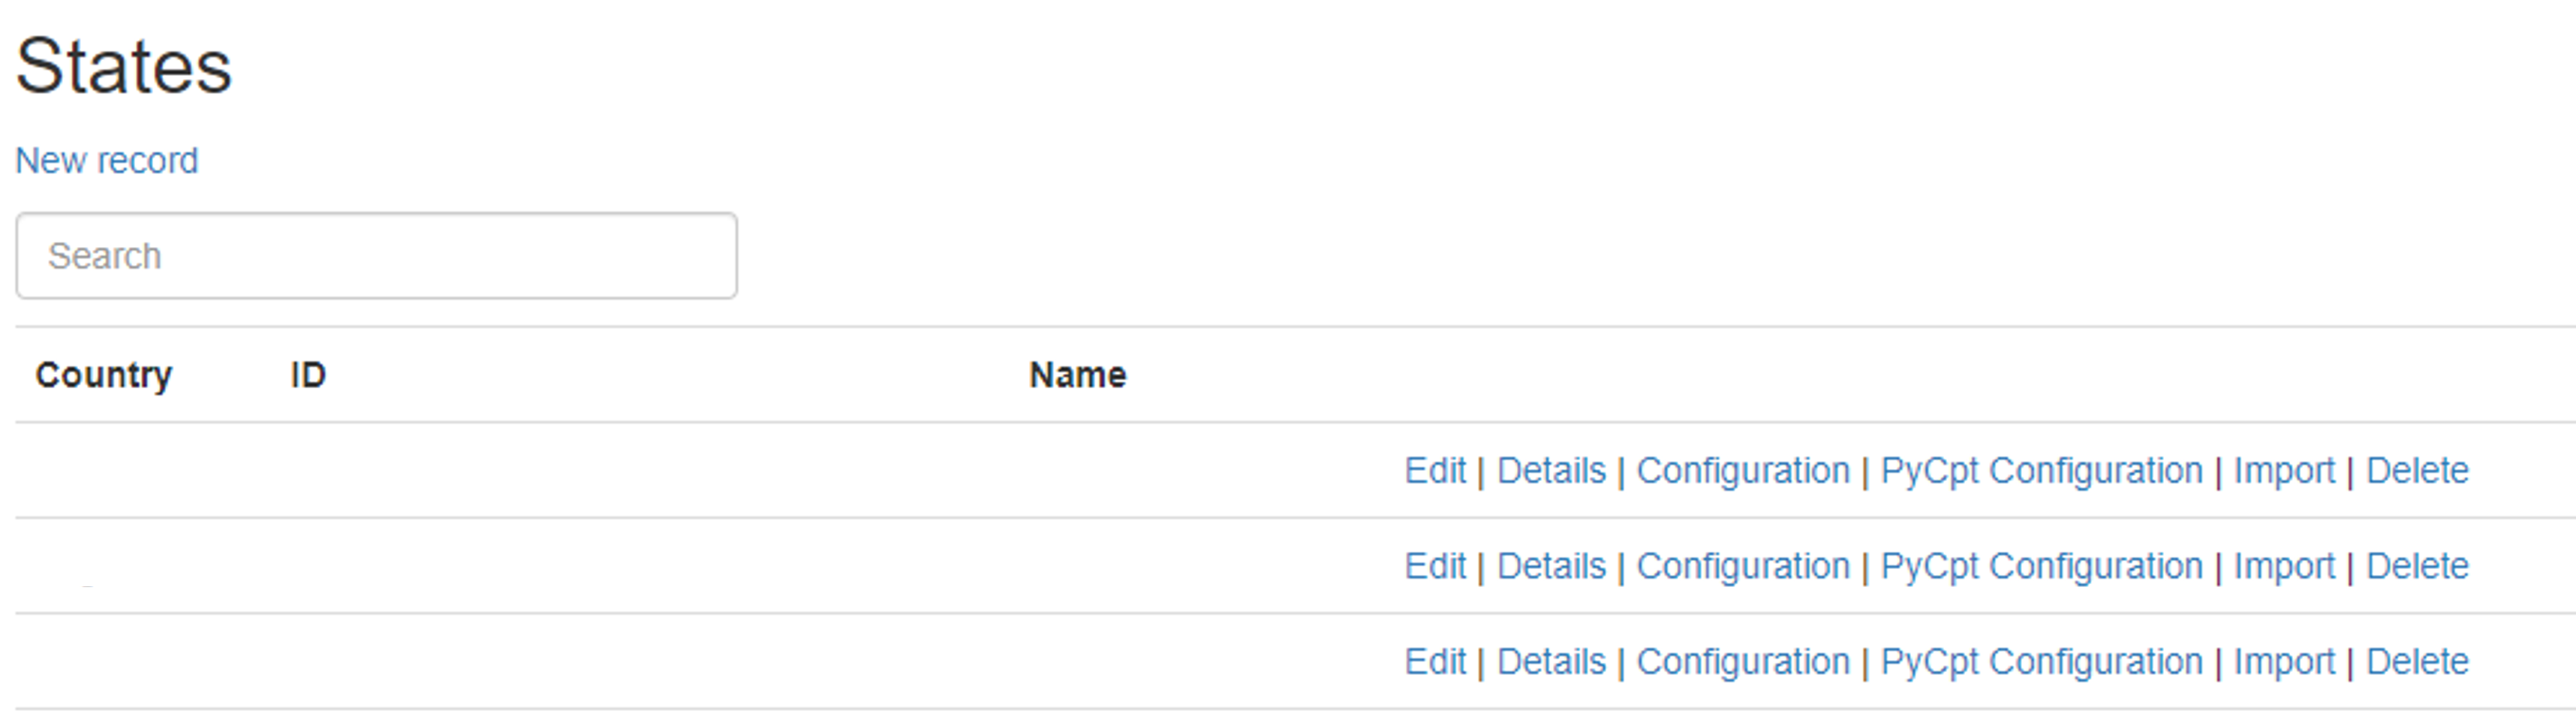 States
New record
Search
Country ID Name
Edit | Details | Configuration | PyCpt Configuration | Import | Delete
Edit | Details | Configuration | PyCpt Configuration | Import | Delete
Edit | Details | Configuration | PyCpt Configuration | Import | Delete